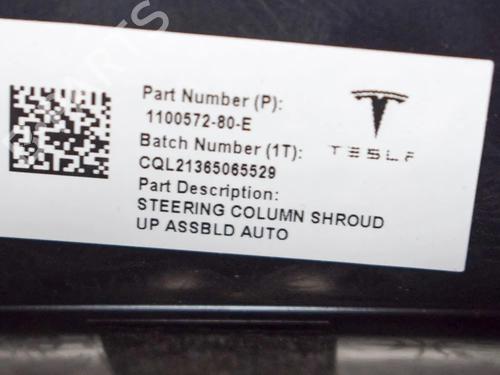 Part Number (P):
1100572-80-E
Batch Number (1T):
CQL21365065529
Part Description:
STEERING COLUMN SHROUD
UP ASSBLD AUTO
TESLA